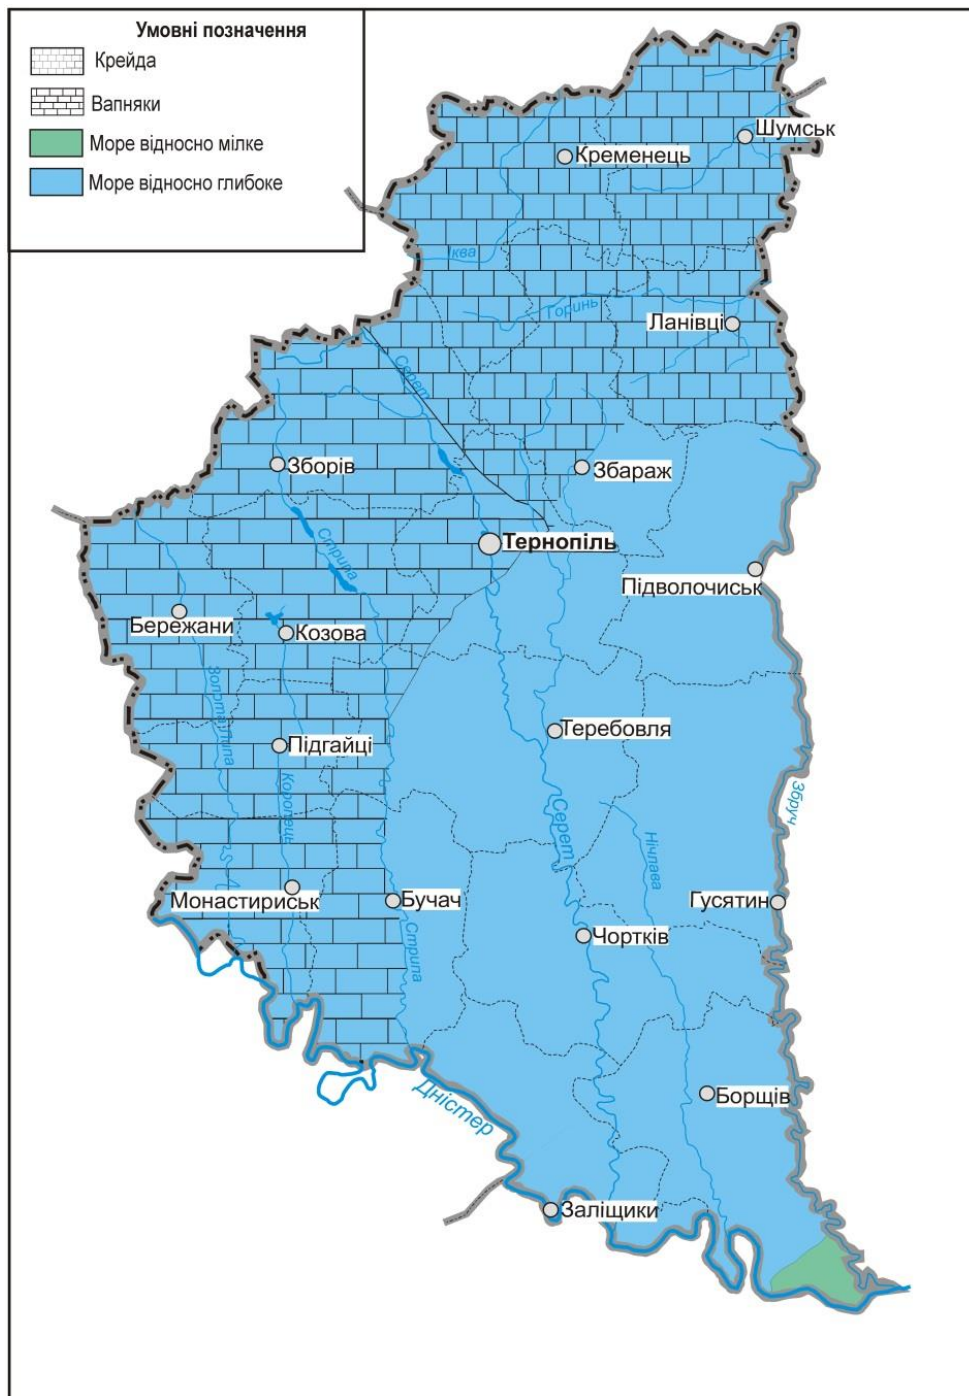 Умовні позначення
Крейда
Вапняки
Море відносно мілке
Море відносно глибоке
Шумськ
Кременець
Іква
Горинь
Ланівці
Серет
Зборів
Збараж
Стрипа
Тернопіль
Підволочиськ
Бережани
Козова
Золота Липа
Теребовля
Підгайці
Коропець
Збруч
Серет
Нічлава
Монастириськ
Бучач
Гусятин
Стрипа
Чортків
Дністер
Борщів
Заліщики